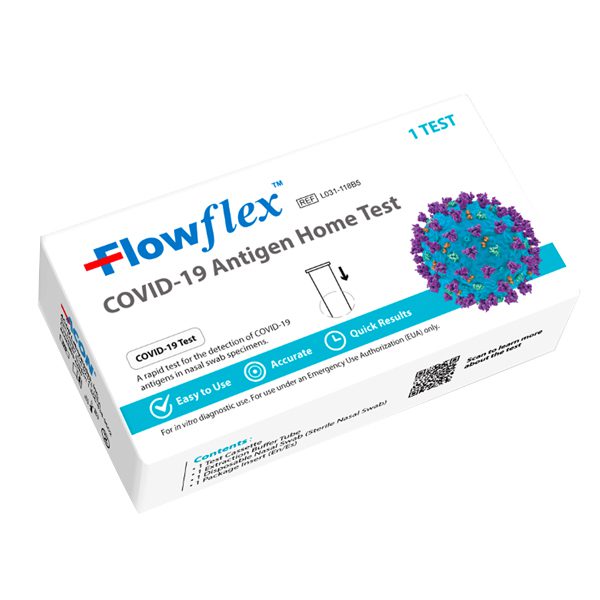 1 TEST
Flowflex™
REF L031-118B5
COVID-19 Antigen Home Test
COVID-19 Test
A rapid test for the detection of COVID-19
antigens in nasal swab specimens.
Easy to Use
Accurate
Quick Results
For in vitro diagnostic use. For use under an Emergency Use Authorization (EUA) only.
Scan to learn more
about the test
Contents :
• 1 Test Cassette
• 1 Extraction Buffer Tube
• 1 Disposable Nasal Swab (Sterile Nasal Swab)
• 1 Package Insert (En/Es)